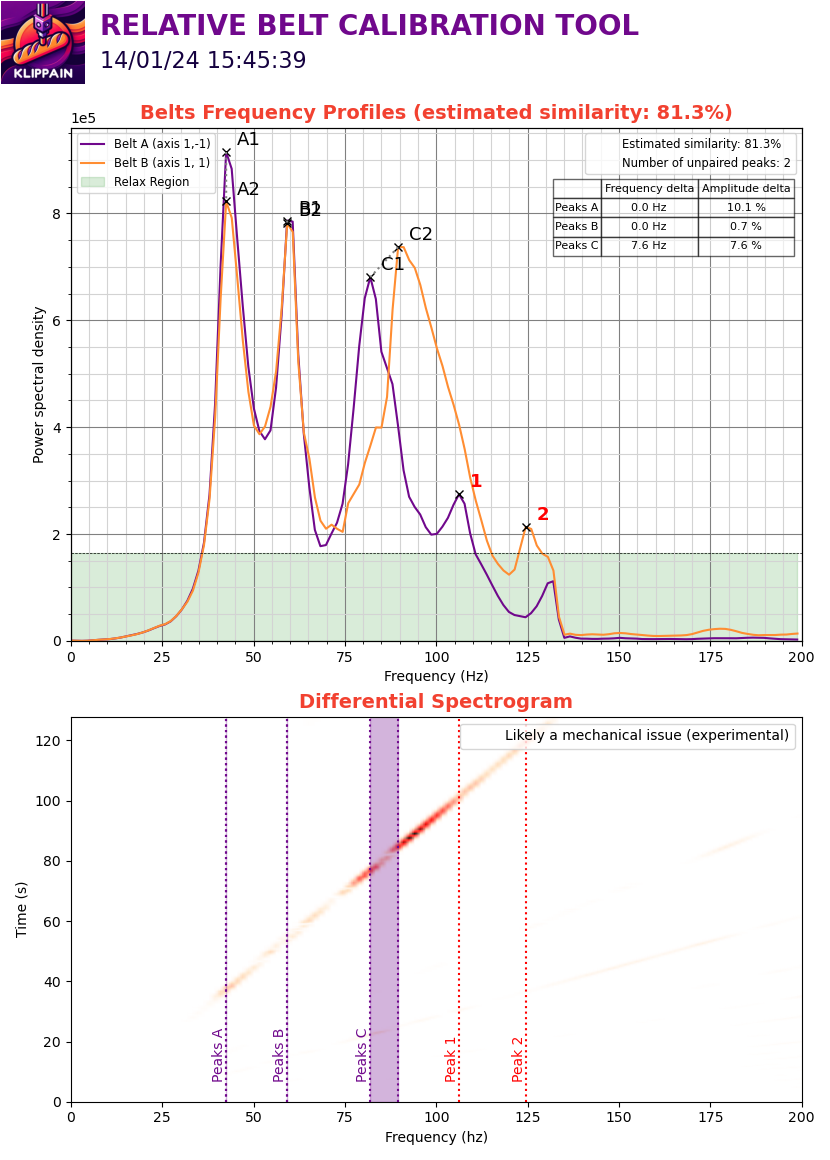 KLIPPAIN
RELATIVE BELT CALIBRATION TOOL
14/01/24 15:45:39
Belts Frequency Profiles (estimated similarity: 81.3%)
1e5
Belt A (axis 1,-1)
Belt B (axis 1, 1)
Relax Region
Estimated similarity: 81.3%
Number of unpaired peaks: 2
Frequency delta Amplitude delta
Peaks A 0.0 Hz 10.1 %
Peaks B 0.0 Hz 0.7 %
Peaks C 7.6 Hz 7.6 %
A1
A2
B1
B2
C1
C2
1
2
Power spectral density
8
6
4
2
0
0 25 50 75 100 125 150 175 200
Frequency (Hz)
Differential Spectrogram
Likely a mechanical issue (experimental)
Time (s)
120
100
80
60
40
20
0
Peaks A
Peaks B
Peaks C
Peak 1
Peak 2
0 25 50 75 100 125 150 175 200
Frequency (hz)